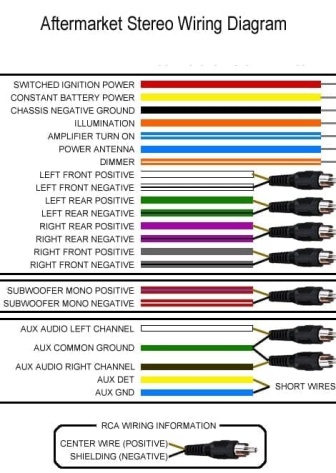 Aftermarket Stereo Wiring Diagram
SWITCHED IGNITION POWER
CONSTANT BATTERY POWER
CHASSIS NEGATIVE GROUND
ILLUMINATION
AMPLIFIER TURN ON
POWER ANTENNA
DIMMER
LEFT FRONT POSITIVE
LEFT FRONT NEGATIVE
LEFT REAR POSITIVE
LEFT REAR NEGATIVE
RIGHT REAR POSITIVE
RIGHT REAR NEGATIVE
RIGHT FRONT POSITIVE
RIGHT FRONT NEGATIVE
SUBWOOFER MONO POSITIVE
SUBWOOFER MONO NEGATIVE
AUX AUDIO LEFT CHANNEL
AUX COMMON GROUND
AUX AUDIO RIGHT CHANNEL
AUX DET
AUX GND
SHORT WIRES
RCA WIRING INFORMATION
CENTER WIRE (POSITIVE)
SHIELDING (NEGATIVE)